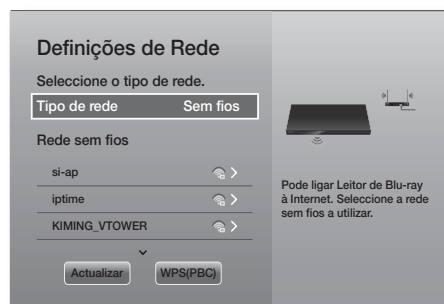 Definições de Rede
Seleccione o tipo de rede.
Tipo de rede Sem fios
Rede sem fios
si-ap
iptime
KIMING_VTOWER
Actualizar WPS(PBC)
Pode ligar Leitor de Blu-ray
à Internet. Seleccione a rede
sem fios a utilizar.